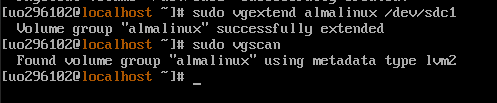 [uo296102@localhost ~]# sudo vgextend almalinux /dev/sdc1
  Volume group "almalinux" successfully extended
[uo296102@localhost ~]# sudo vgscan
  Found volume group "almalinux" using metadata type lvm2
[uo296102@localhost ~]# _